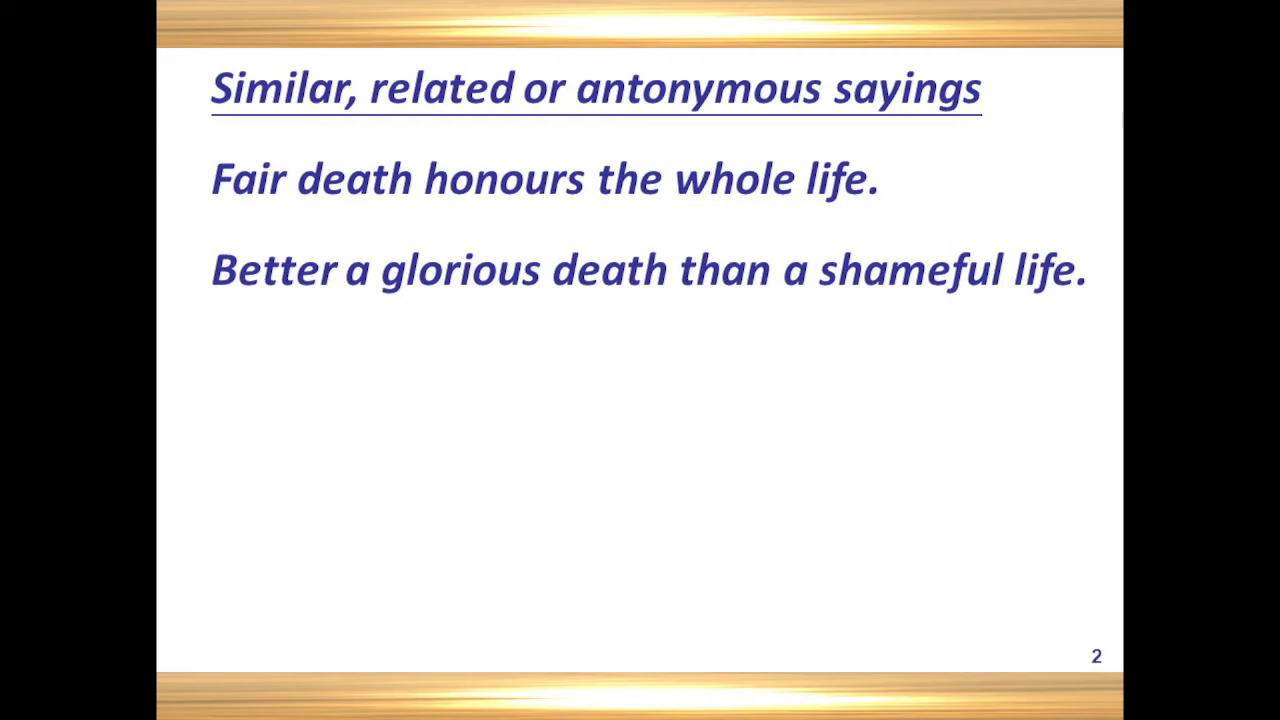 Similar, related or antonymous sayings
Fair death honours the whole life.
Better a glorious death than a shameful life.
2